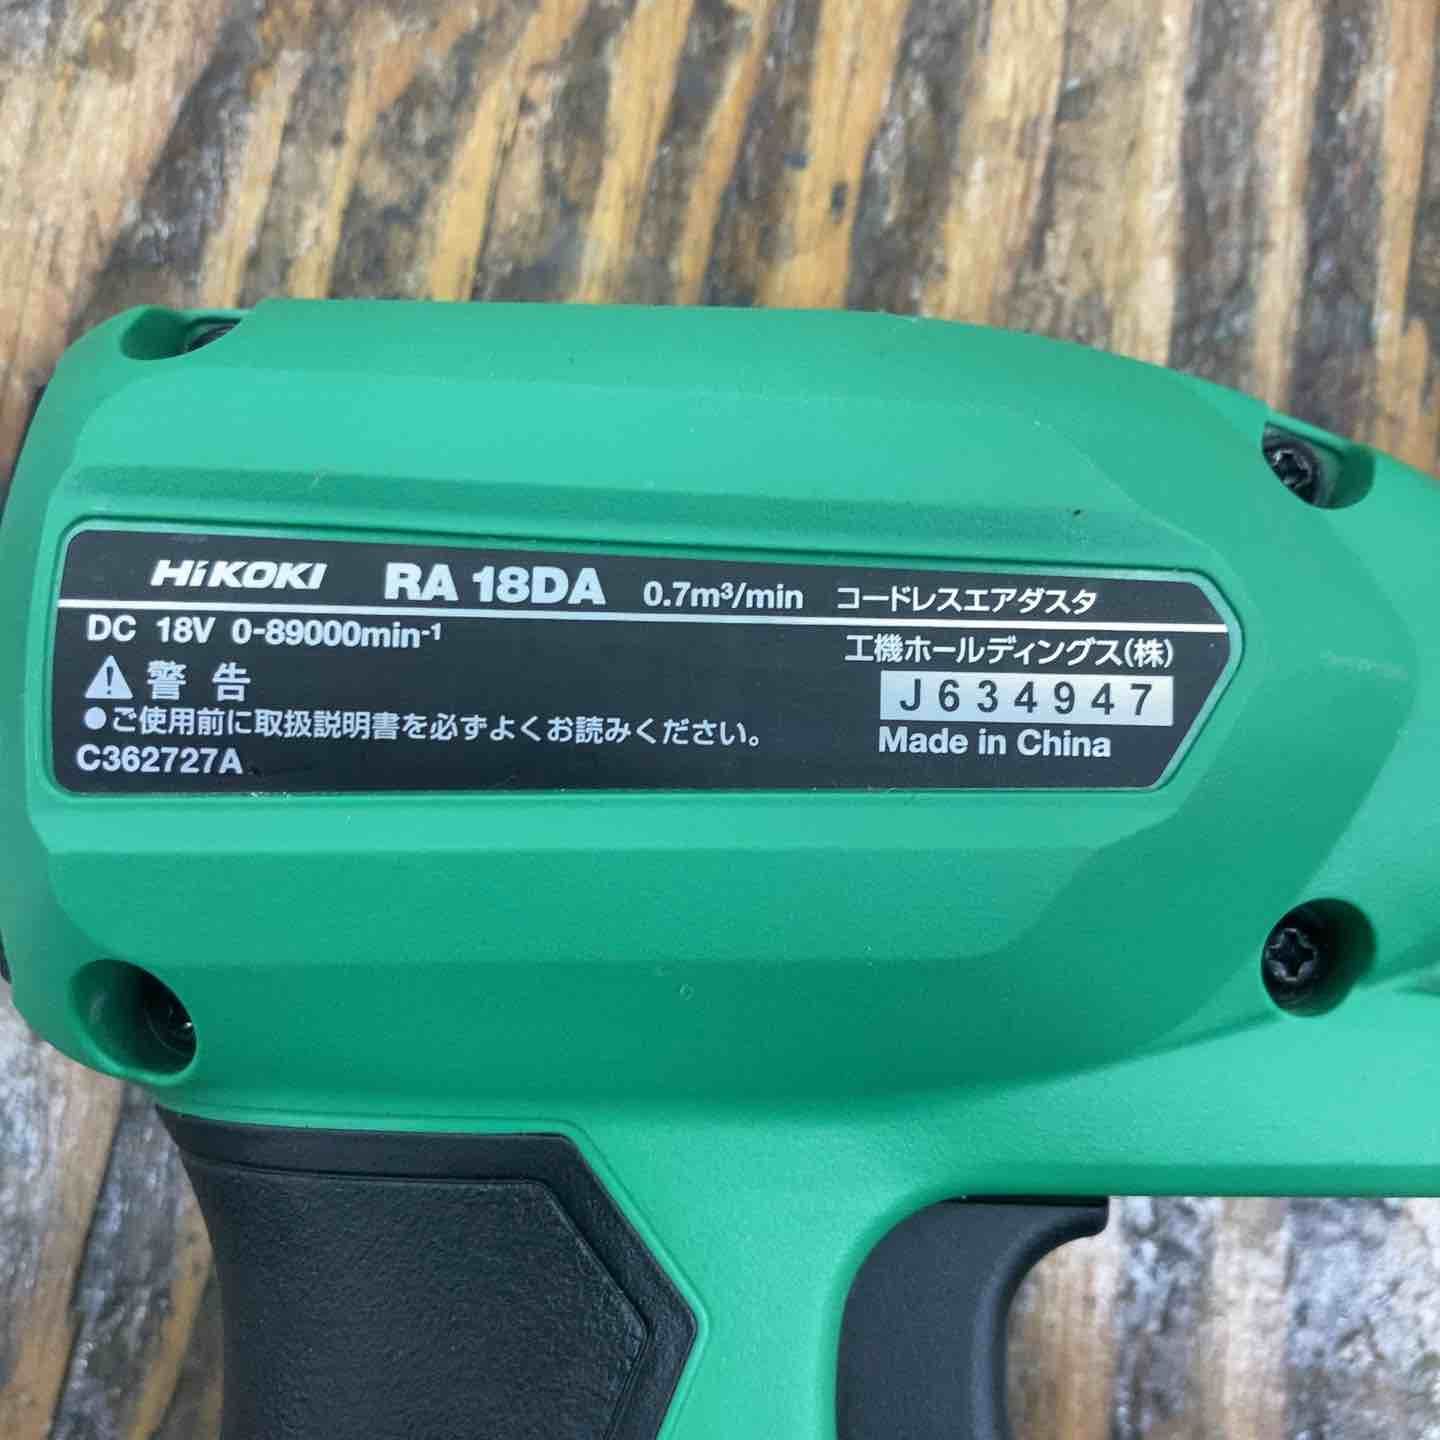 HiKOKI RA 18DA 0.7m³/min コードレスエアダスタ
DC 18V 0-89000min⁻¹ 工機ホールディングス(株)
警告 J634947
●ご使用前に取扱説明書を必ずよくお読みください。 Made in China
C362727A